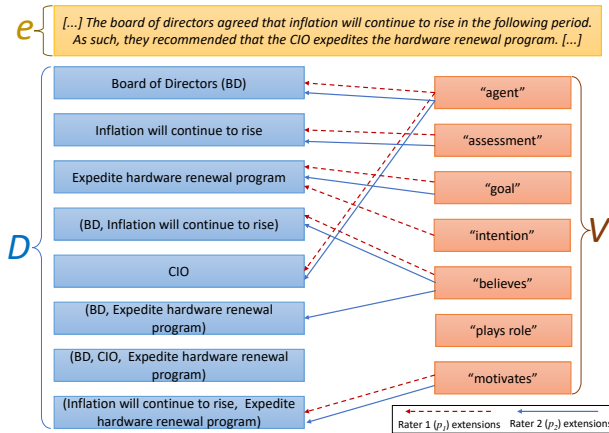 e
[...] The board of directors agreed that inflation will continue to rise in the following period.
As such, they recommended that the CIO expedites the hardware renewal program. [...]
D
Board of Directors (BD)
Inflation will continue to rise
Expedite hardware renewal program
(BD, Inflation will continue to rise)
CIO
(BD, Expedite hardware renewal
program)
(BD, CIO, Expedite hardware renewal
program)
(Inflation will continue to rise, Expedite
hardware renewal program)
"agent"
"assessment"
"goal"
"intention"
"believes"
"plays role"
"motivates"
V
Rater 1 (p1) extensions
Rater 2 (p2) extensions